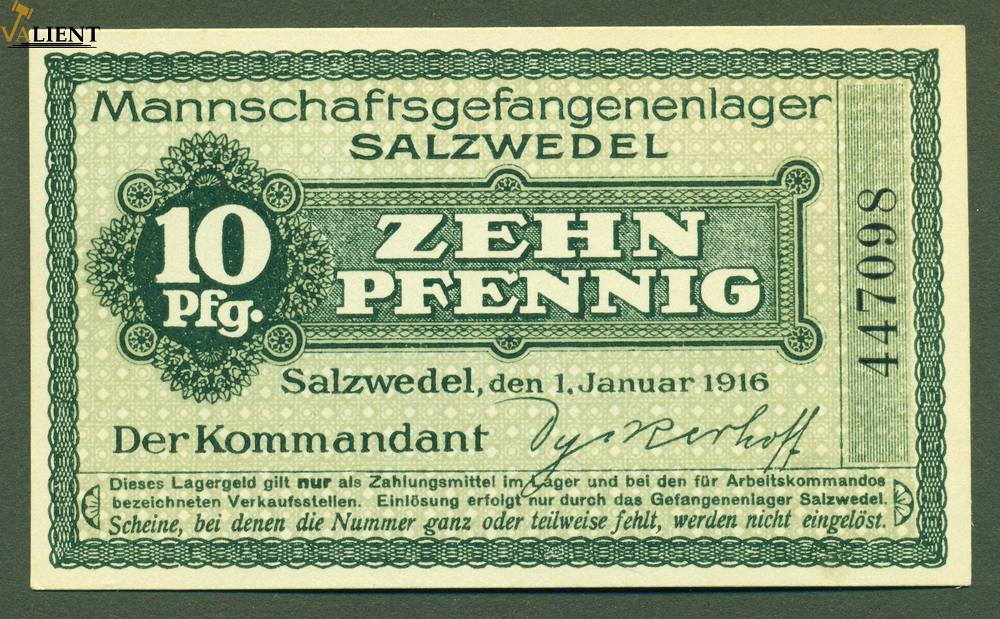 VALIENT
Mannschaftsgefangenenlager
SALZWEDEL
10
Pfg.
ZEHN
PFENNIG
447098
Salzwedel, den 1. Januar 1916
Der Kommandant Dyckerhoff
Dieses Lagergeld gilt nur als Zahlungsmittel im Lager und bei den für Arbeitskommandos
bezeichneten Verkaufsstellen. Einlösung erfolgt nur durch das Gefangenenlager Salzwedel.
Scheine, bei denen die Nummer ganz oder teilweise fehlt, werden nicht eingelöst.